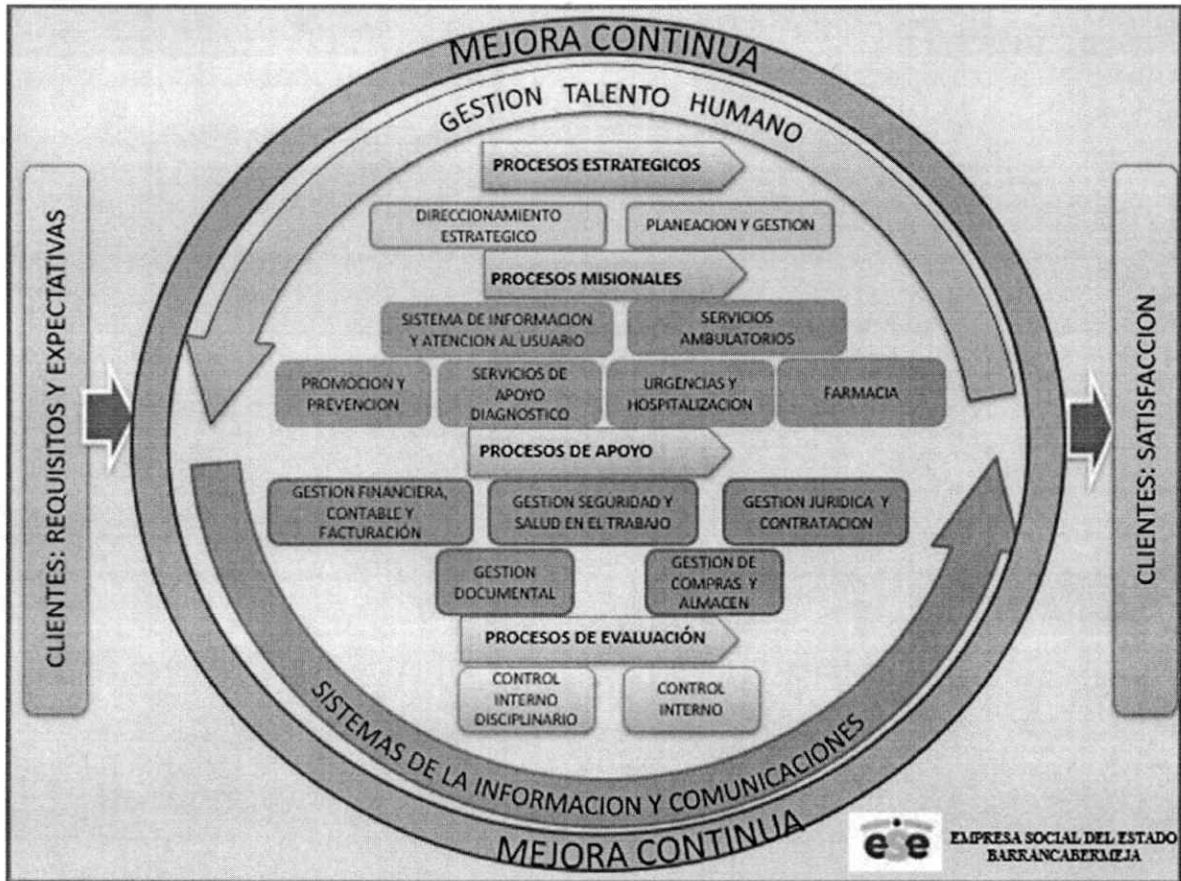 MEJORA CONTINUA
GESTION TALENTO HUMANO
CLIENTES: REQUISITOS Y EXPECTATIVAS
PROCESOS ESTRATEGICOS
DIRECCIONAMIENTO
ESTRATEGICO
PLANEACION Y GESTION
PROCESOS MISIONALES
SISTEMA DE INFORMACION
Y ATENCION AL USUARIO
SERVICIOS
AMBULATORIOS
PROMOCION Y
PREVENCION
SERVICIOS DE
APOYO
DIAGNOSTICO
URGENCIAS Y
HOSPITALIZACION
FARMACIA
PROCESOS DE APOYO
GESTION FINANCIERA,
CONTABLE Y
FACTURACIÓN
GESTION SEGURIDAD Y
SALUD EN EL TRABAJO
GESTION JURIDICA Y
CONTRATACION
GESTION
DOCUMENTAL
GESTION DE
COMPRAS Y
ALMACEN
PROCESOS DE EVALUACIÓN
CONTROL
INTERNO
DISCIPLINARIO
CONTROL
INTERNO
SISTEMAS DE LA INFORMACION Y COMUNICACIONES
MEJORA CONTINUA
CLIENTES: SATISFACCION
ese
EMPRESA SOCIAL DEL ESTADO
BARRANCABERMEJA